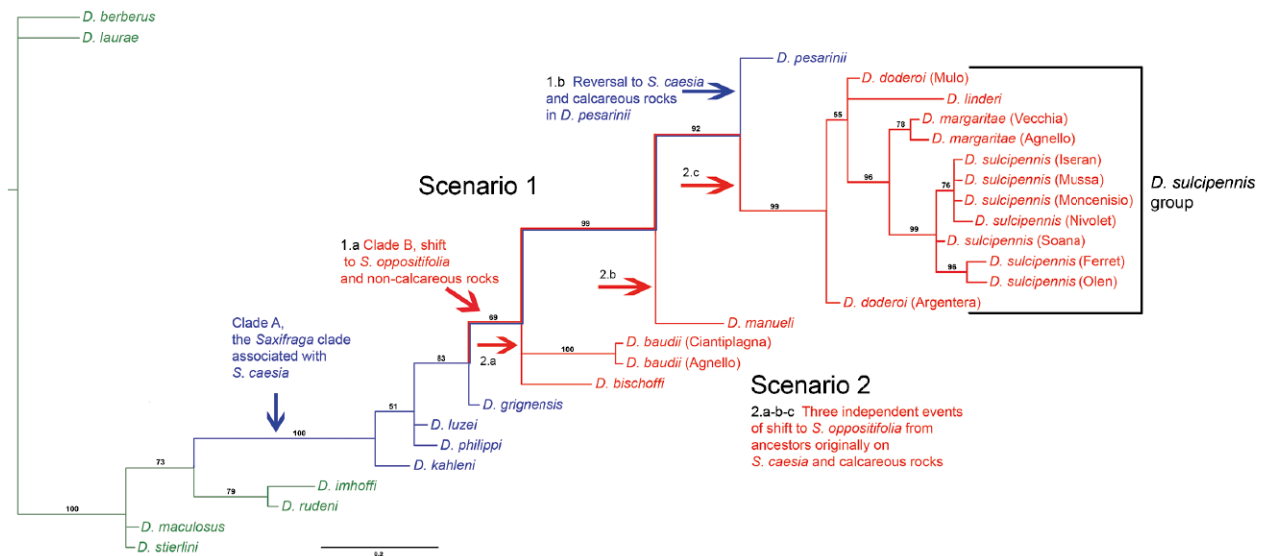 D. berberus
D. laurae
D. pesarinii
1.b Reversal to S. caesia
and calcareous rocks
in D. pesarinii
D. doderoi (Mulo)
55
D. linderi
D. margaritae (Vecchia)
78
D. margaritae (Agnello)
92
96
D. sulcipennis (Iseran)
D. sulcipennis (Mussa)
76
D. sulcipennis (Moncenisio)
D. sulcipennis (Nivolet)
D. sulcipennis
group
Scenario 1
2.c
99
99
D. sulcipennis (Soana)
D. sulcipennis (Ferret)
96
D. sulcipennis (Olen)
99
1.a Clade B, shift
to S. oppositifolia
and non-calcareous rocks
2.b
D. doderoi (Argentera)
D. manueli
69
Clade A,
the Saxifraga clade
associated with
S. caesia
2.a
D. baudii (Ciantiplagna)
100
D. baudii (Agnello)
83
D. bischoffi
Scenario 2
2.a-b-c Three independent events
of shift to S. oppositifolia from
ancestors originally on
S. caesia and calcareous rocks
D. grignensis
51
D. luzei
D. philippi
100
D. kahleni
73
D. imhoffi
79
D. rudeni
100
D. maculosus
D. stierlini
0.2